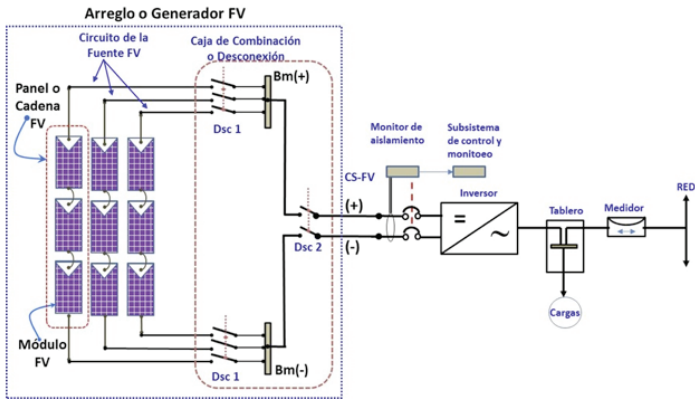 Arreglo o Generador FV
Circuito de la
Fuente FV
Caja de Combinación
o Desconexión
Panel o
Cadena
FV
Bm(+)
Dsc 1
Monitor de
aislamiento
Subsistema
de control y
monitoeo
CS-FV
Inversor
RED
(+)
Tablero
Medidor
Dsc 2
(-)
=
~
Cargas
Módulo
FV
Dsc 1
Bm(-)